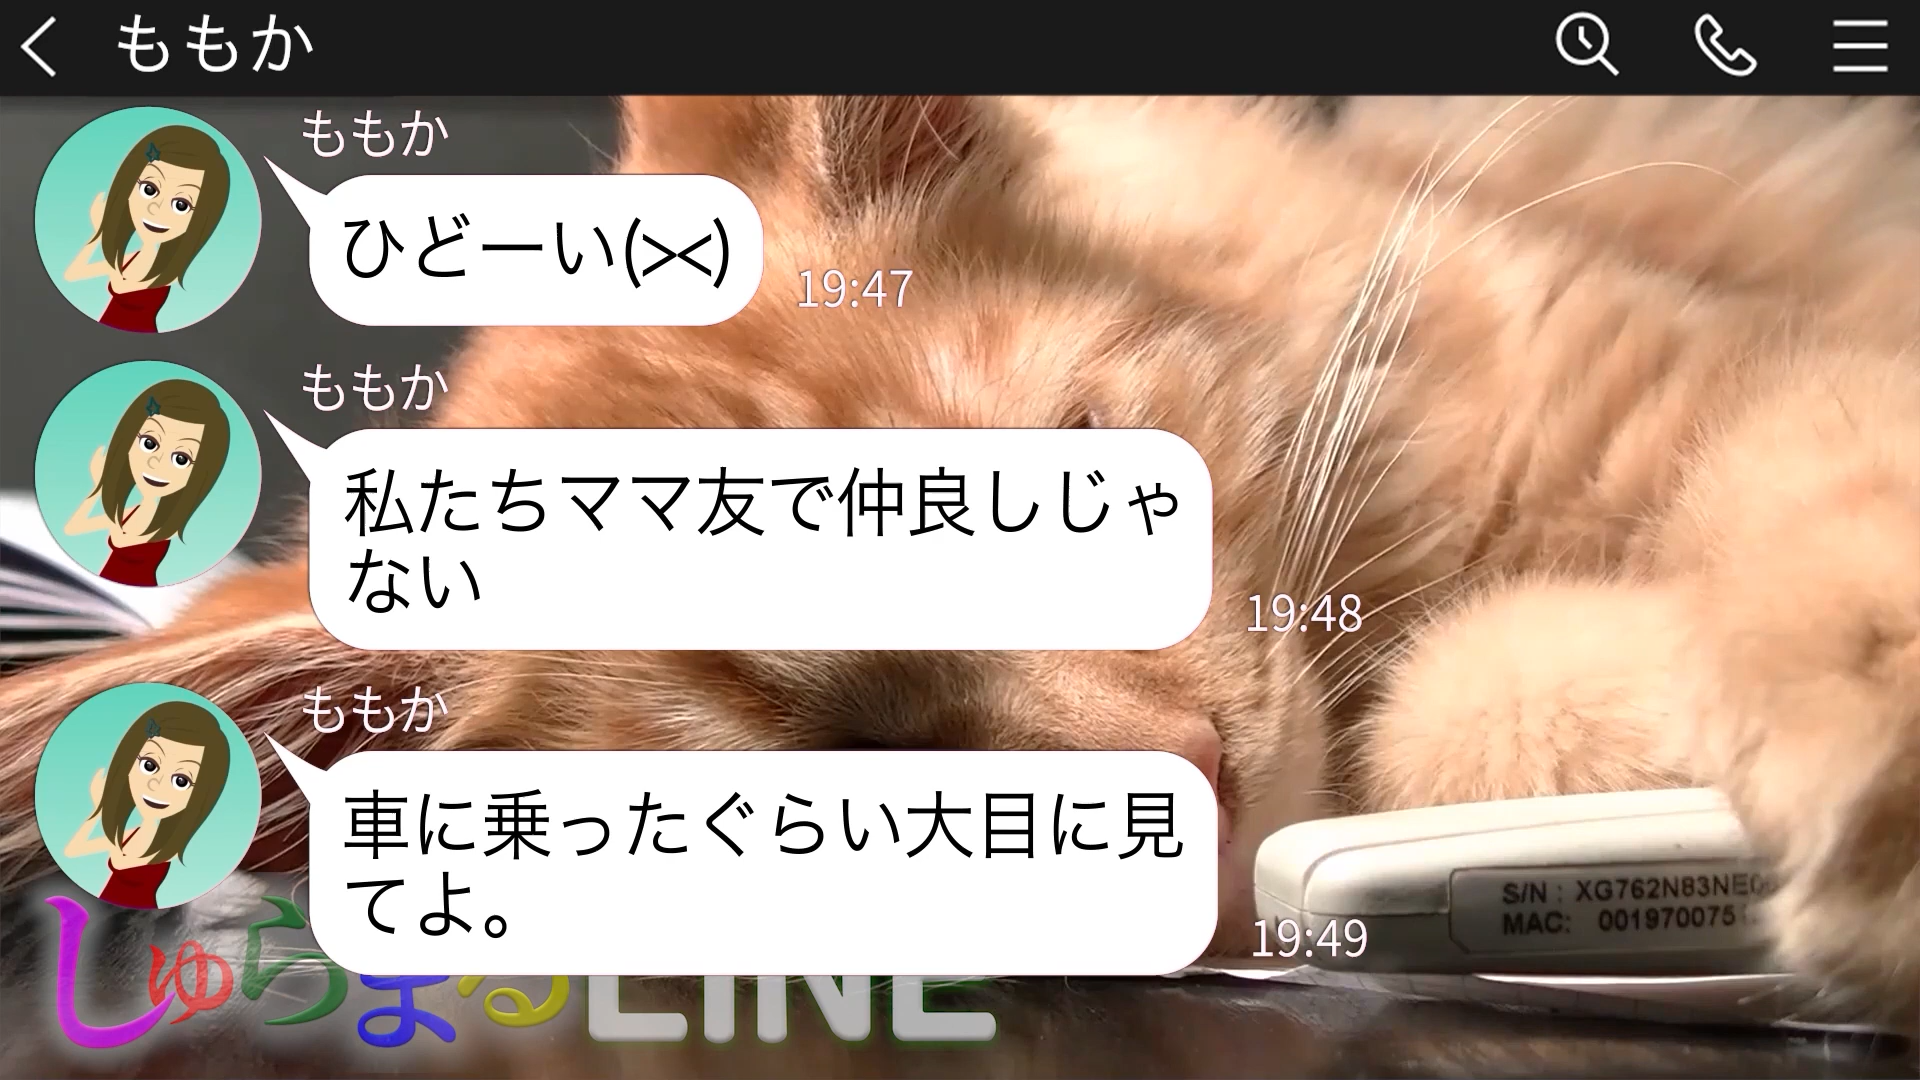 ももか
ももか
ひどーい(><)
19:47
ももか
私たちママ友で仲良しじゃ
ない
19:48
ももか
車に乗ったぐらい大目に見
てよ。
19:49
S/N : XG762N83NE0
MAC: 001970075
しゅらまるLINE